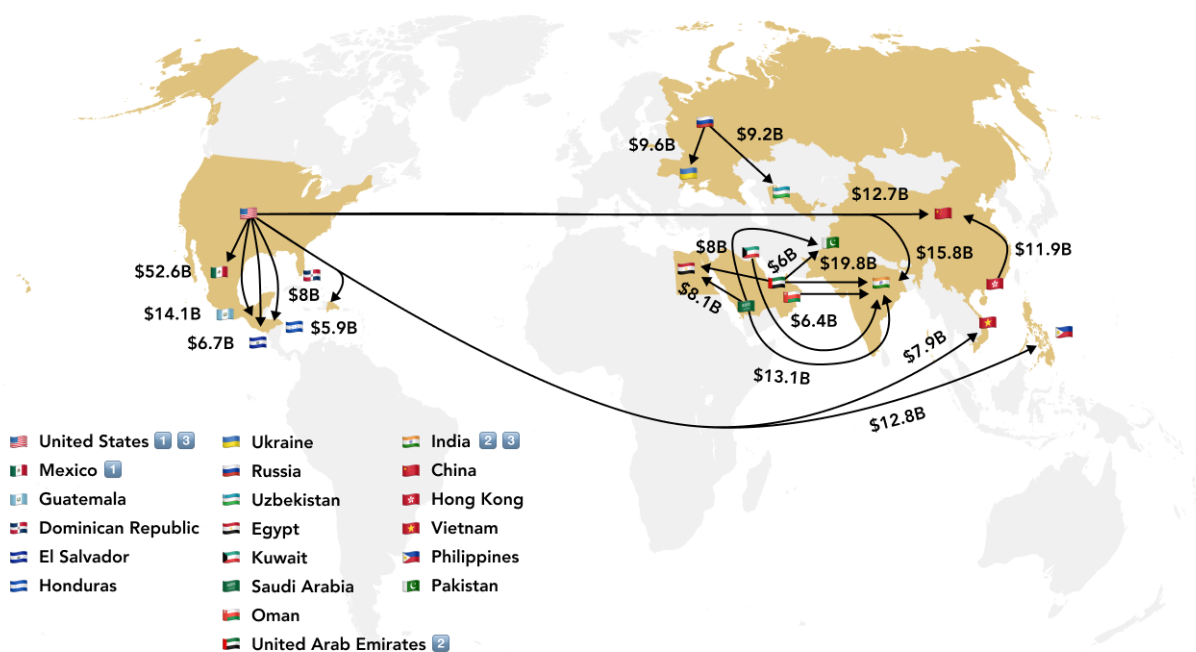 $9.6B
$9.2B
$12.7B
$52.6B
$8B
$8B
$6B
$15.8B
$11.9B
$19.8B
$8.1B
$14.1B
$5.9B
$6.4B
$6.7B
$7.9B
$13.1B
$12.8B
United States 1 3
Mexico 1
Guatemala
Dominican Republic
El Salvador
Honduras
Ukraine
Russia
Uzbekistan
Egypt
Kuwait
Saudi Arabia
Oman
United Arab Emirates 2
India 2 3
China
Hong Kong
Vietnam
Philippines
Pakistan